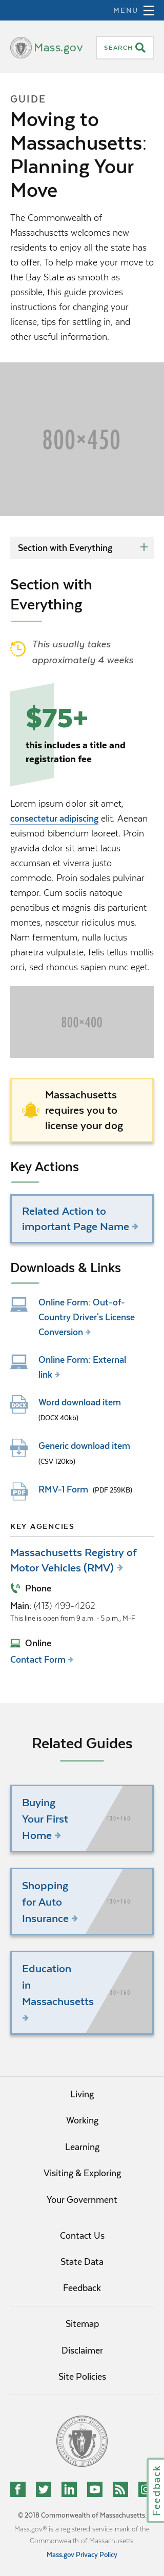 MENU
Mass.gov
SEARCH
GUIDE
Moving to
Massachusetts:
Planning Your
Move
From the Commonwealth of
Massachusetts welcomes new
residents to enjoy all the state has
to offer. To help make your move to
the Bay State as smooth as
possible, this guide provides
instructions for changing your
license, tips for settling in, and
other useful information.
800×450
Section with Everything
Section with
Everything
This usually takes
approximately 4 weeks
$75+
this includes a title and
registration fee
Lorem ipsum dolor sit amet,
consectetur adipiscing elit. Aenean
euismod bibendum laoreet. Proin
gravida dolor sit amet lacus
accumsan et viverra justo
commodo. Proin sodales pulvinar
tempor. Cum sociis natoque
penatibus et magnis dis parturient
montes, nascetur ridiculus mus.
Nam fermentum, nulla luctus
pharetra vulputate, felis tellus mollis
orci, sed rhoncus sapien nunc eget.
800×400
Massachusetts
requires you to
license your dog
Key Actions
Related Action to
important Page Name
Downloads & Links
Online Form: Out-of-
Country Driver's License
Conversion
Online Form: External
link
DOCX
Word download item
(DOCX 40kb)
Generic download item
(CSV 120kb)
PDF
RMV-1 Form (PDF 259KB)
KEY AGENCIES
Massachusetts Registry of
Motor Vehicles (RMV)
Phone
Main: (413) 499-4262
This line is open from 9 a.m. - 5 p.m., M-F
Online
Contact Form
Related Guides
Buying
Your First
Home
Shopping
for Auto
Insurance
Education
in
Massachusetts
Living
Working
Learning
Visiting & Exploring
Your Government
Contact Us
State Data
Feedback
Sitemap
Disclaimer
Site Policies
Feedback
© 2018 Commonwealth of Massachusetts.
Mass.gov® is a registered service mark of the
Commonwealth of Massachusetts.
Mass.gov Privacy Policy